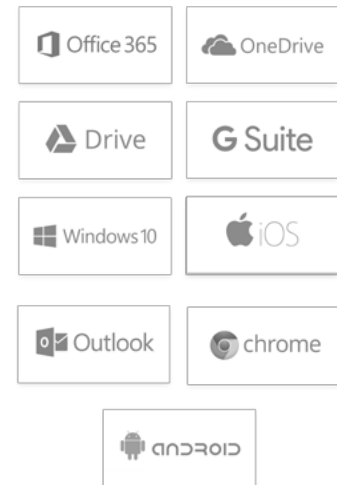 Office 365
OneDrive
Drive
G Suite
Windows 10
iOS
Outlook
chrome
android